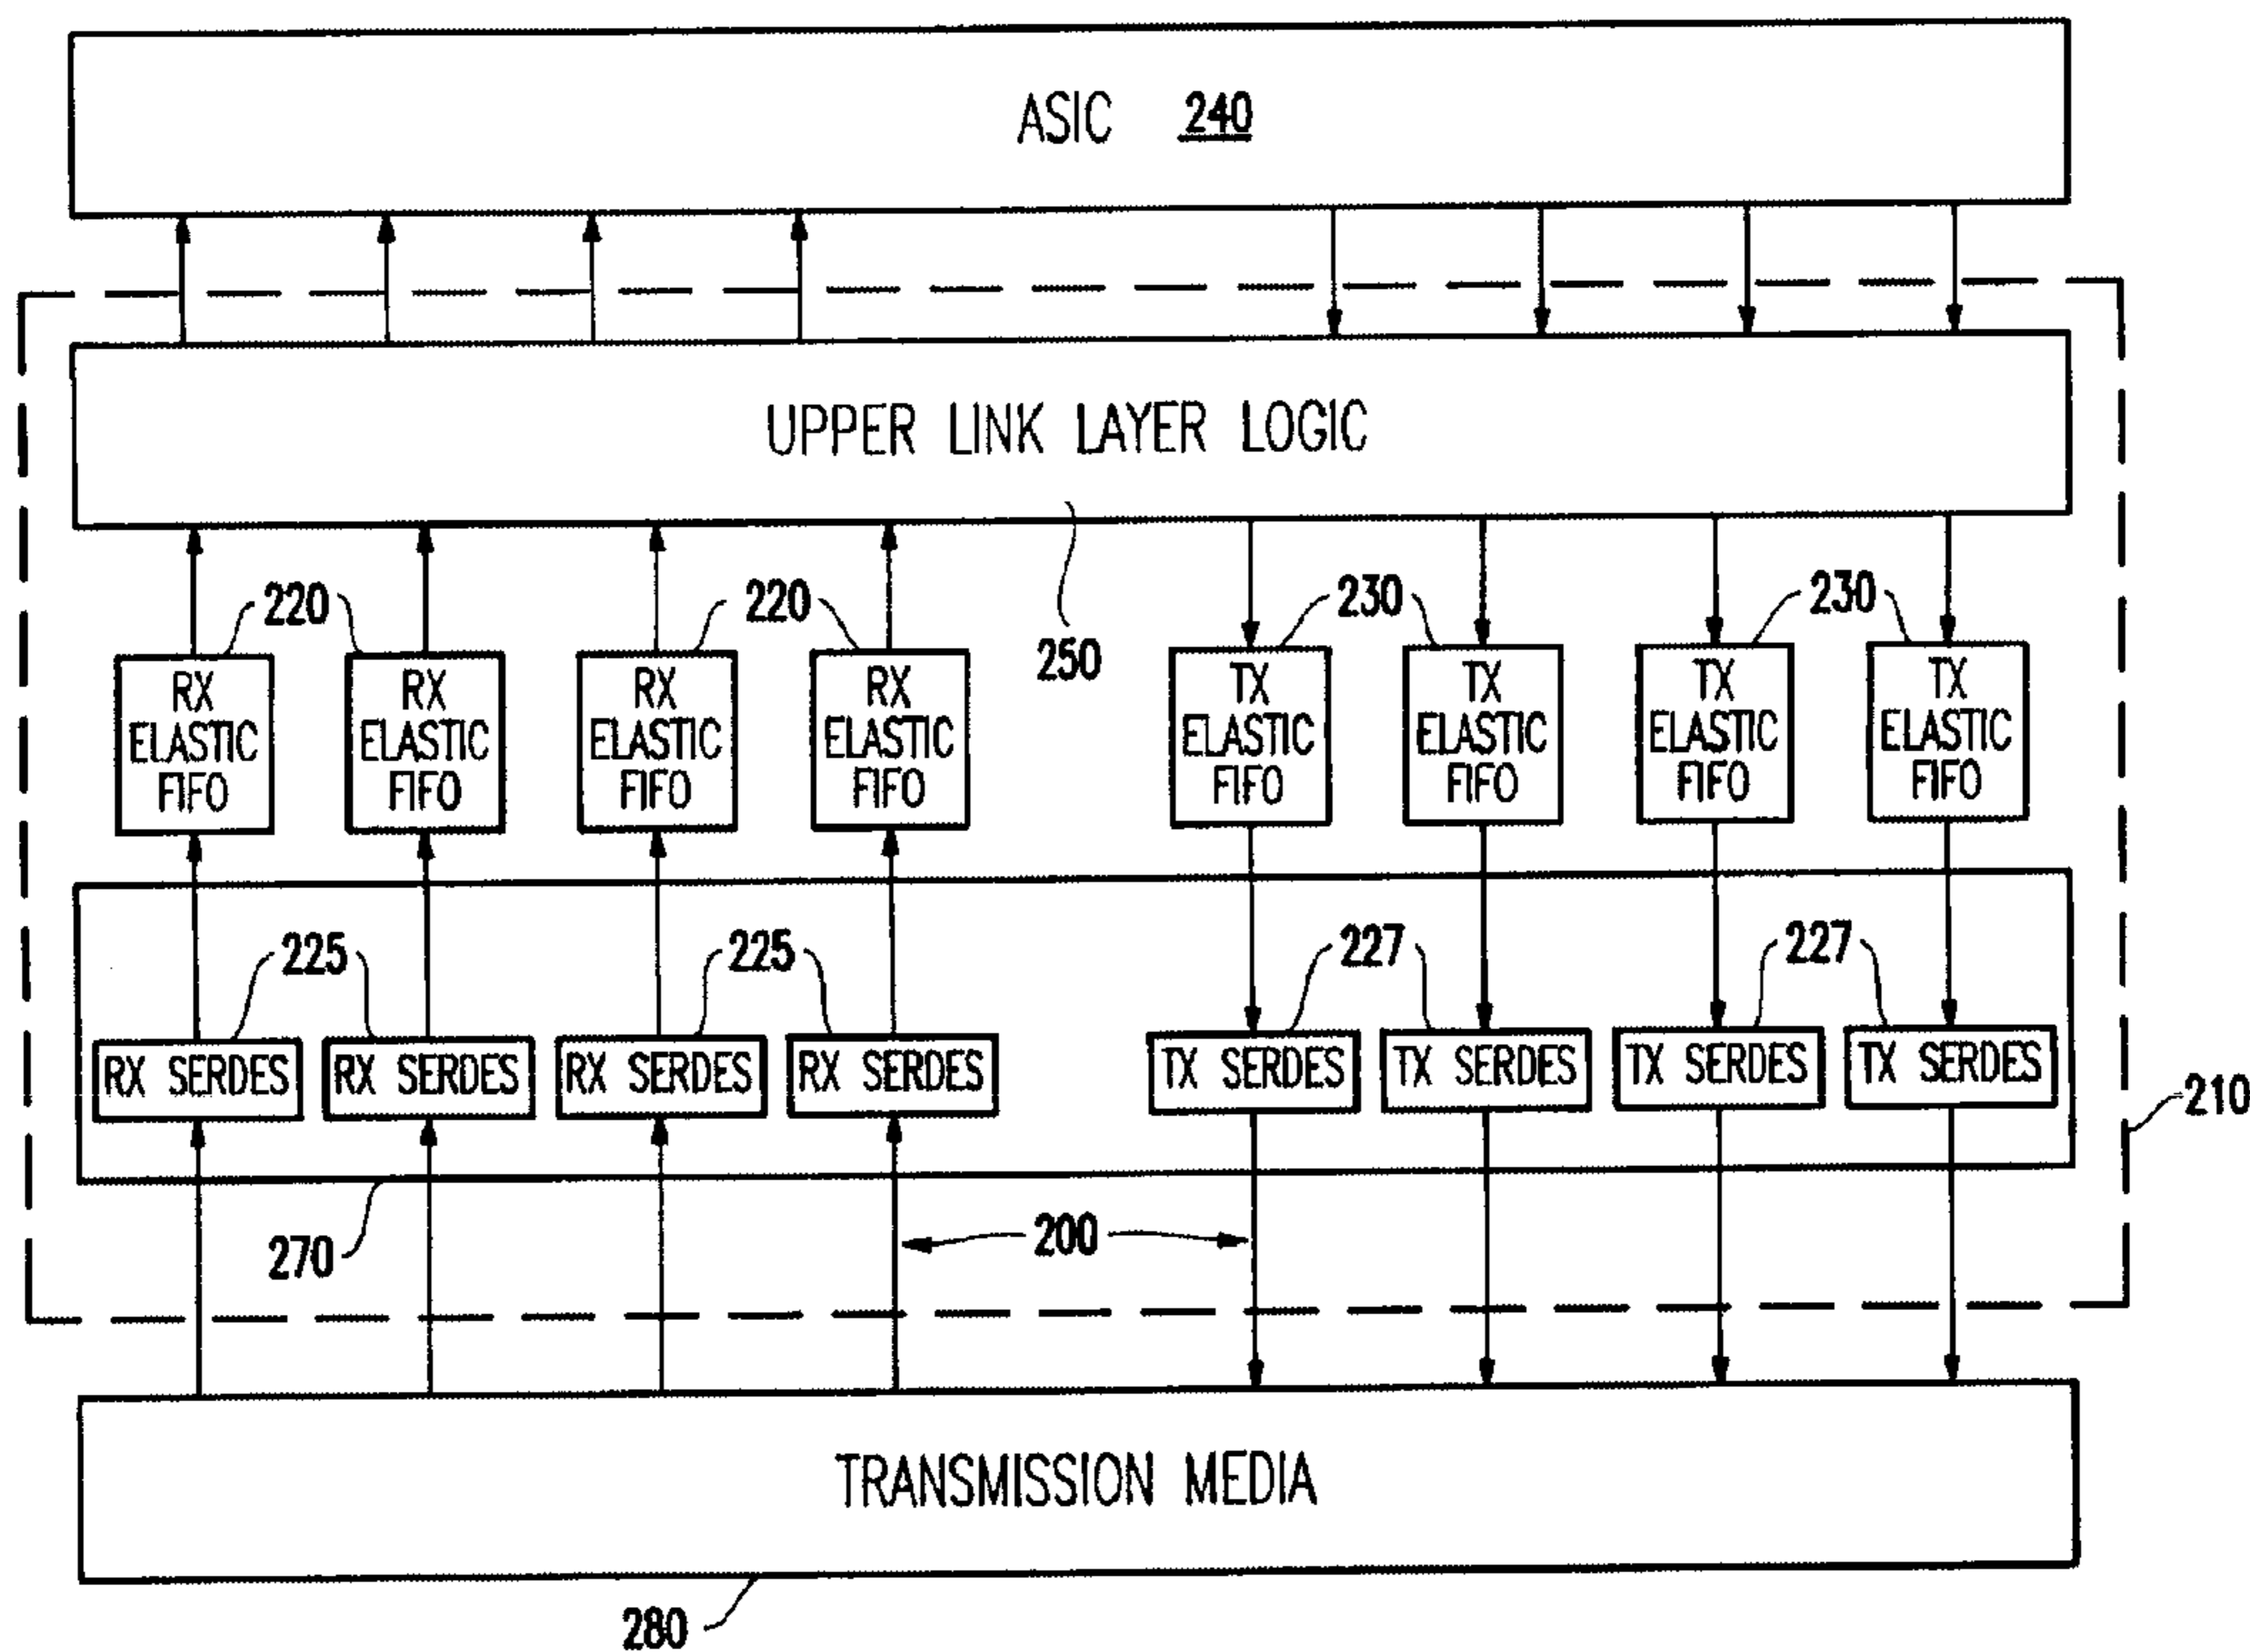 ASIC 240
UPPER LINK LAYER LOGIC
220 220 230 230
250
RX ELASTIC FIFO
RX ELASTIC FIFO
RX ELASTIC FIFO
RX ELASTIC FIFO
TX ELASTIC FIFO
TX ELASTIC FIFO
TX ELASTIC FIFO
TX ELASTIC FIFO
225 225 227 227
RX SERDES RX SERDES RX SERDES RX SERDES TX SERDES TX SERDES TX SERDES TX SERDES
210
200
270
TRANSMISSION MEDIA
280